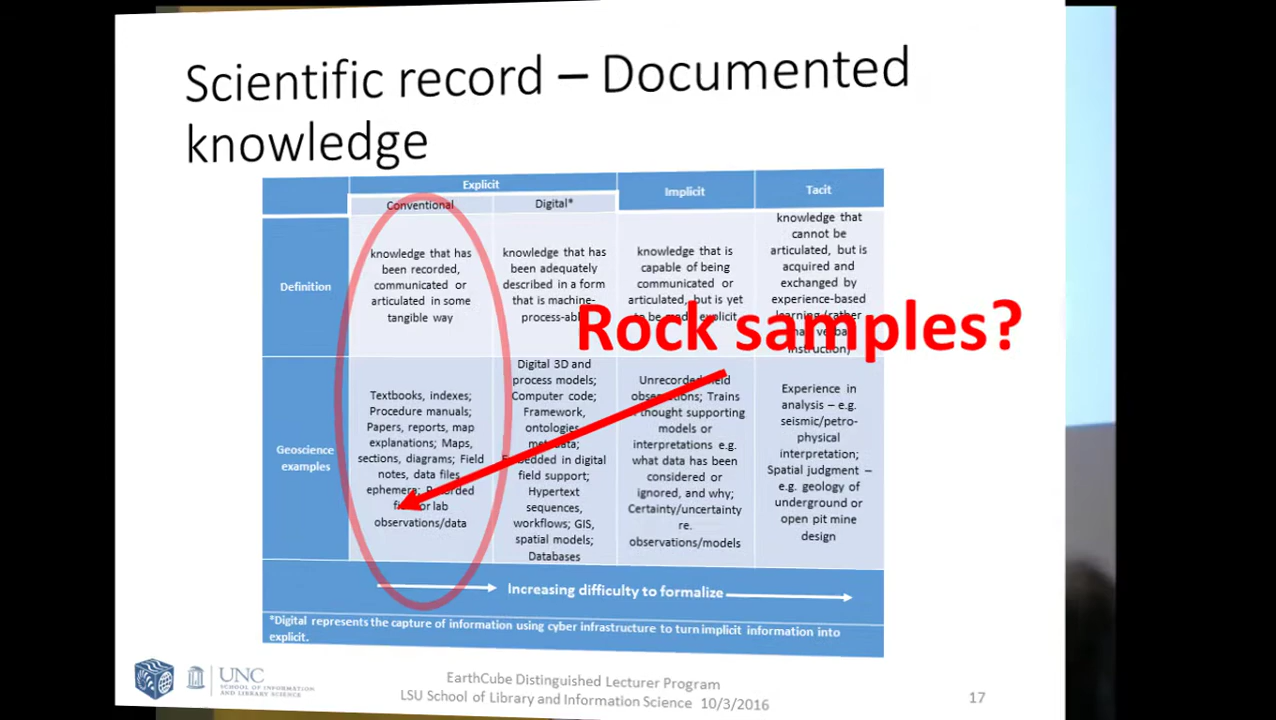 Scientific record – Documented
knowledge
Explicit
Implicit
Tacit
Conventional
Digital*
Definition
knowledge that has
been recorded,
communicated or
articulated in some
tangible way
knowledge that has
been adequately
described in a form
that is machine-
knowledge that is
capable of being
communicated or
articulated, but is yet
knowledge that
cannot be
articulated, but is
acquired and
exchanged by
experience-based
instruction)
Rock samples?
Geoscience
examples
Textbooks, indexes;
Procedure manuals;
Papers, reports, map
explanations; Maps,
sections, diagrams; Field
notes, data files,
ephemera;
or lab
observations/data
Digital 3D and
process models;
Computer code;
Framework,
ontologies
in digital
field support;
Hypertext
sequences,
workflows; GIS,
spatial models;
Databases
Unrecorded field
Trains
thought supporting
models or
interpretations e.g.
what data has been
considered or
ignored, and why;
Certainty/uncertainty
re.
observations/models
Experience in
analysis – e.g.
seismic/petro-
physical
interpretation;
Spatial judgment –
e.g. geology of
underground or
open pit mine
design
Increasing difficulty to formalize
*Digital represents the capture of information using cyber infrastructure to turn implicit information into
explicit.
UNC
SCHOOL OF INFORMATION
AND LIBRARY SCIENCE
EarthCube Distinguished Lecturer Program
LSU School of Library and Information Science 10/3/2016
17